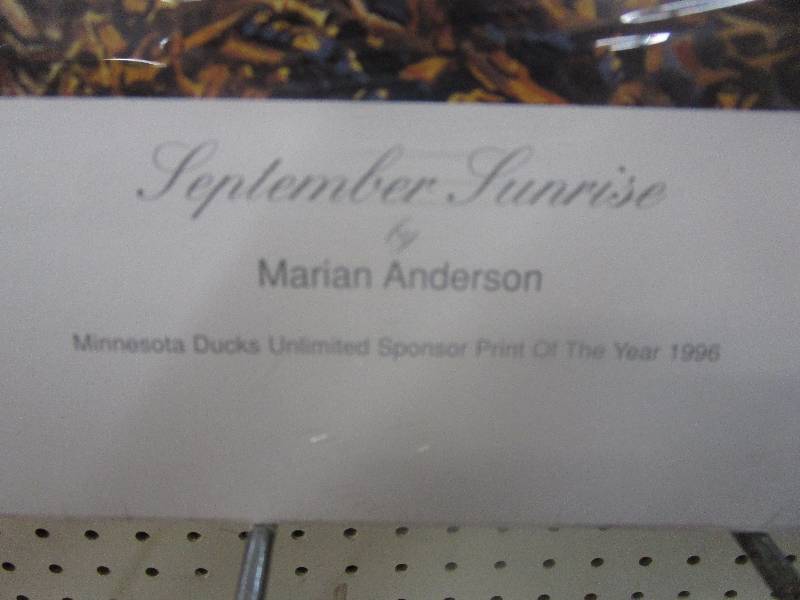 September Sunrise
by
Marian Anderson
Minnesota Ducks Unlimited Sponsor Print Of The Year 1996